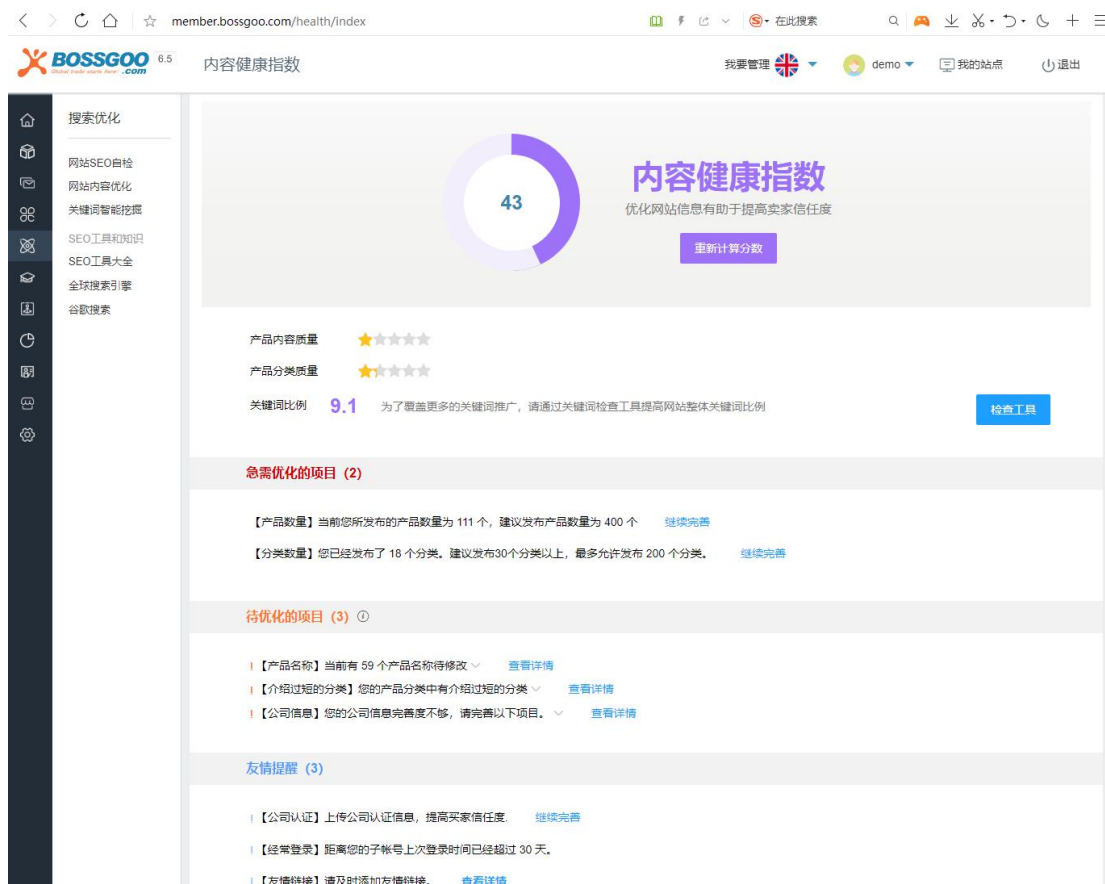 member.bossgoo.com/health/index
在此搜索
BOSSGOO 6.5
Global trade starts here! .com
内容健康指数
我要管理
demo
我的站点
退出
搜索优化
网站SEO自检
网站内容优化
关键词智能挖掘
SEO工具和知识
SEO工具大全
全球搜索引擎
谷歌搜索
43
内容健康指数
优化网站信息有助于提高卖家信任度
重新计算分数
产品内容质量
产品分类质量
关键词比例 9.1 为了覆盖更多的关键词推广，请通过关键词检查工具提高网站整体关键词比例 检查工具
急需优化的项目（2）
【产品数量】当前您所发布的产品数量为 111 个，建议发布产品数量为 400 个 继续完善
【分类数量】您已经发布了 18 个分类。建议发布30个分类以上，最多允许发布 200 个分类。 继续完善
待优化的项目（3）
!【产品名称】当前有 59 个产品名称待修改 查看详情
!【介绍过短的分类】您的产品分类中有介绍过短的分类 查看详情
!【公司信息】您的公司信息完善度不够，请完善以下项目。 查看详情
友情提醒（3）
!【公司认证】上传公司认证信息，提高买家信任度. 继续完善
!【经常登录】距离您的子帐号上次登录时间已经超过 30 天。
!【友情链接】请及时添加友情链接。 查看详情